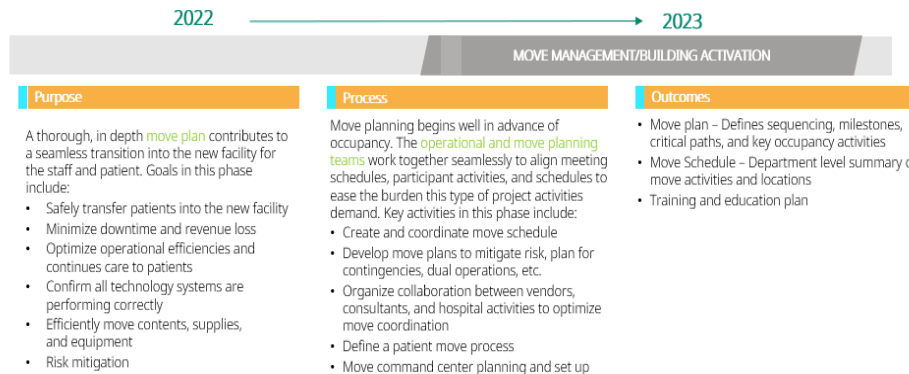 2022
2023
MOVE MANAGEMENT/BUILDING ACTIVATION
Purpose
A thorough, in depth move plan contributes to
a seamless transition into the new facility for
the staff and patient. Goals in this phase
include:
• Safely transfer patients into the new facility
• Minimize downtime and revenue loss
• Optimize operational efficiencies and
continues care to patients
• Confirm all technology systems are
performing correctly
• Efficiently move contents, supplies,
and equipment
• Risk mitigation
Process
Move planning begins well in advance of
occupancy. The operational and move planning
teams work together seamlessly to align meeting
schedules, participant activities, and schedules to
ease the burden this type of project activities
demand. Key activities in this phase include:
• Create and coordinate move schedule
• Develop move plans to mitigate risk, plan for
contingencies, dual operations, etc.
• Organize collaboration between vendors,
consultants, and hospital activities to optimize
move coordination
• Define a patient move process
• Move command center planning and set up
Outcomes
• Move plan – Defines sequencing, milestones,
critical paths, and key occupancy activities
• Move Schedule – Department level summary
move activities and locations
• Training and education plan